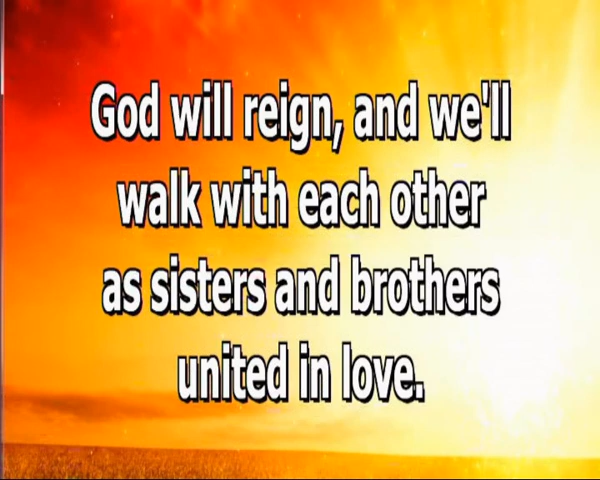 God will reign, and we'll
walk with each other
as sisters and brothers
united in love.